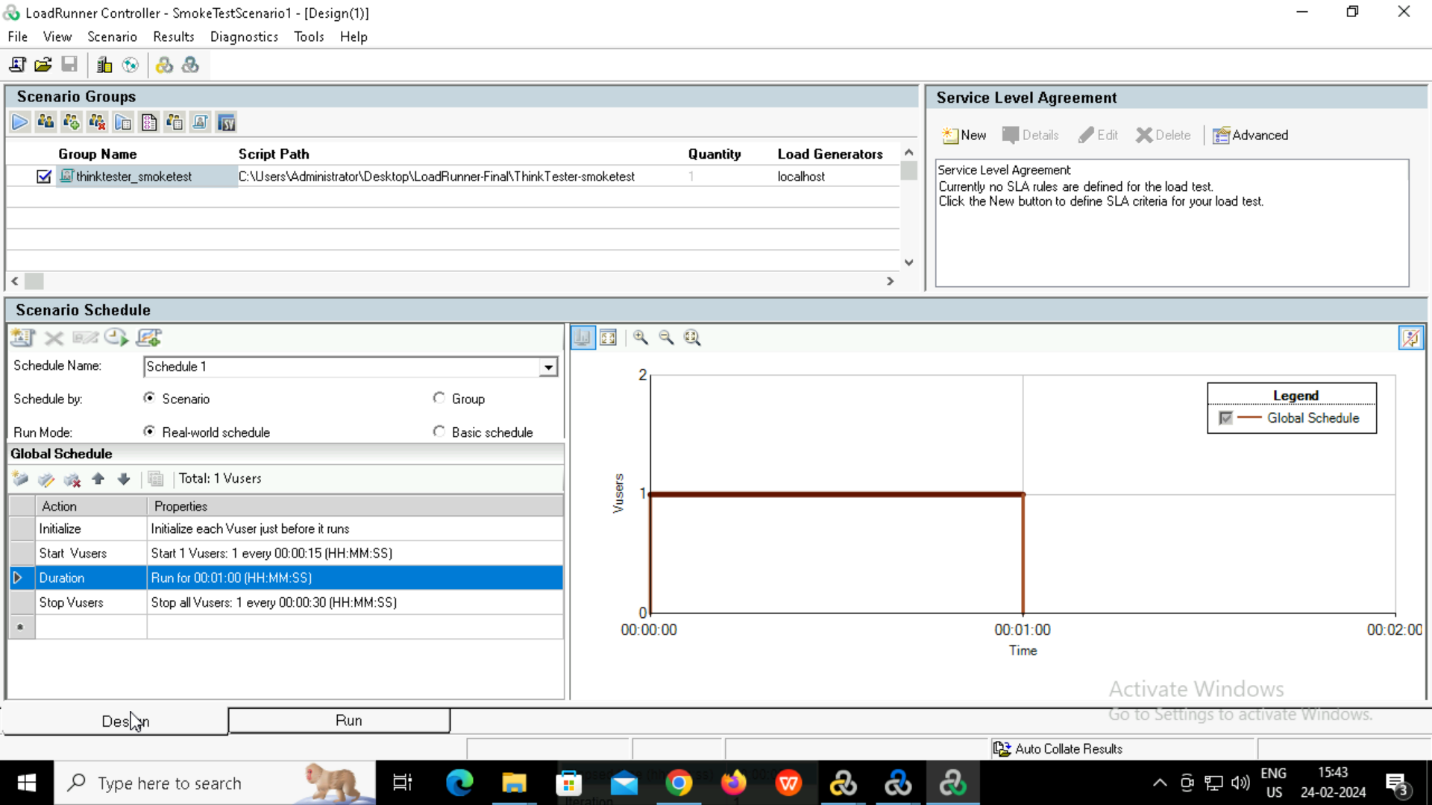 LoadRunner Controller - SmokeTestScenario1 - [Design(1)]
File View Scenario Results Diagnostics Tools Help
Scenario Groups
Group Name Script Path Quantity Load Generators
thinktester_smoketest C:\Users\Administrator\Desktop\LoadRunner-Final\ThinkTester-smoketest 1 localhost
Service Level Agreement
New Details Edit Delete Advanced
Service Level Agreement
Currently no SLA rules are defined for the load test.
Click the New button to define SLA criteria for your load test.
Scenario Schedule
Schedule Name: Schedule 1
Schedule by: Scenario Group
Run Mode: Real-world schedule Basic schedule
Global Schedule
Total: 1 Vusers
Action Properties
Initialize Initialize each Vuser just before it runs
Start Vusers Start 1 Vusers: 1 every 00:00:15 (HH:MM:SS)
Duration Run for 00:01:00 (HH:MM:SS)
Stop Vusers Stop all Vusers: 1 every 00:00:30 (HH:MM:SS)
*
2
Legend
Global Schedule
Vusers
1
0
00:00:00 00:01:00 00:02:00
Time
Activate Windows
Go to Settings to activate Windows.
Design Run
Auto Collate Results
Type here to search
Iteration
ENG
US
15:43
24-02-2024
3